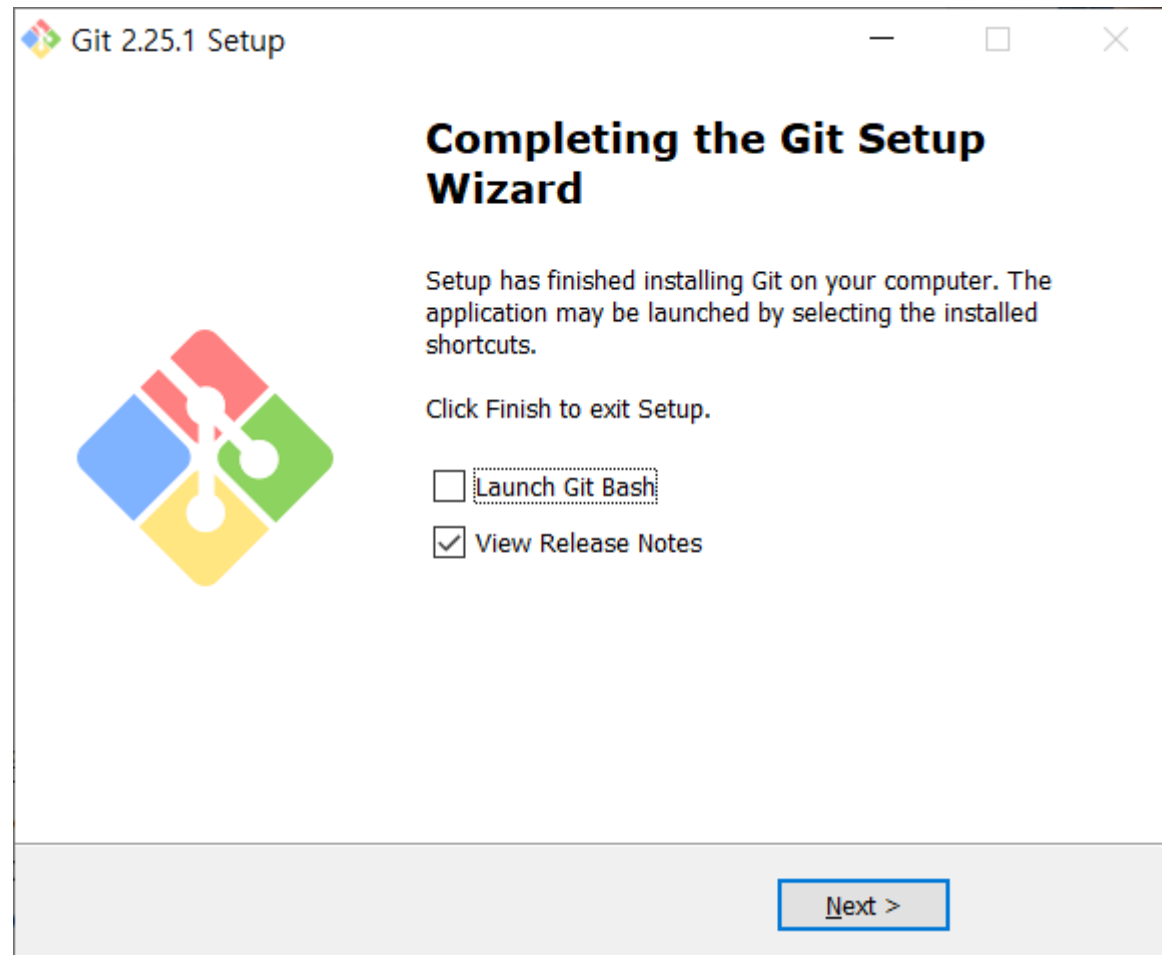 Git 2.25.1 Setup
Completing the Git Setup
Wizard
Setup has finished installing Git on your computer. The
application may be launched by selecting the installed
shortcuts.
Click Finish to exit Setup.
Launch Git Bash
View Release Notes
Next >